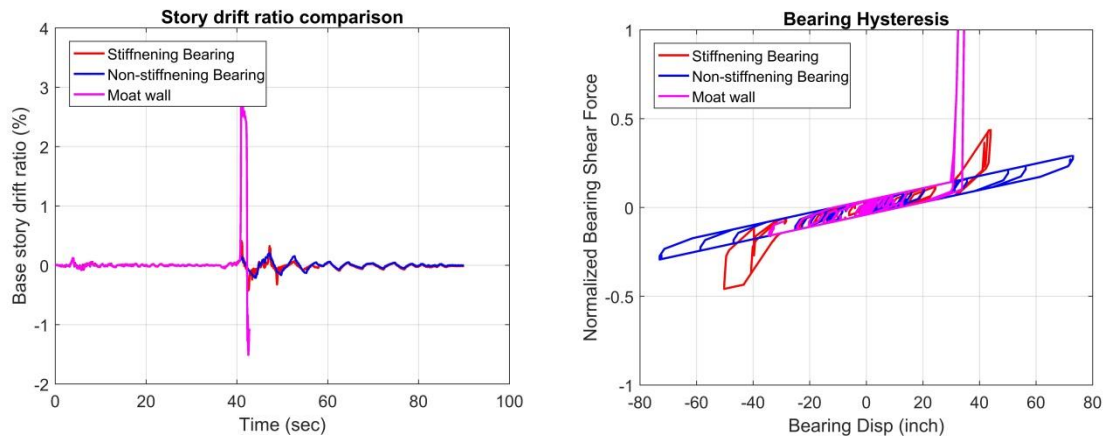 Story drift ratio comparison
4
3
2
1
0
-1
-2
Base story drift ratio (%)
Stiffnening Bearing
Non-stiffnening Bearing
Moat wall
0
20
40
60
80
100
Time (sec)
Bearing Hysteresis
1
0.5
0
-0.5
-1
Normalized Bearing Shear Force
Stiffnening Bearing
Non-stiffnening Bearing
Moat wall
-80
-60
-40
-20
0
20
40
60
80
Bearing Disp (inch)